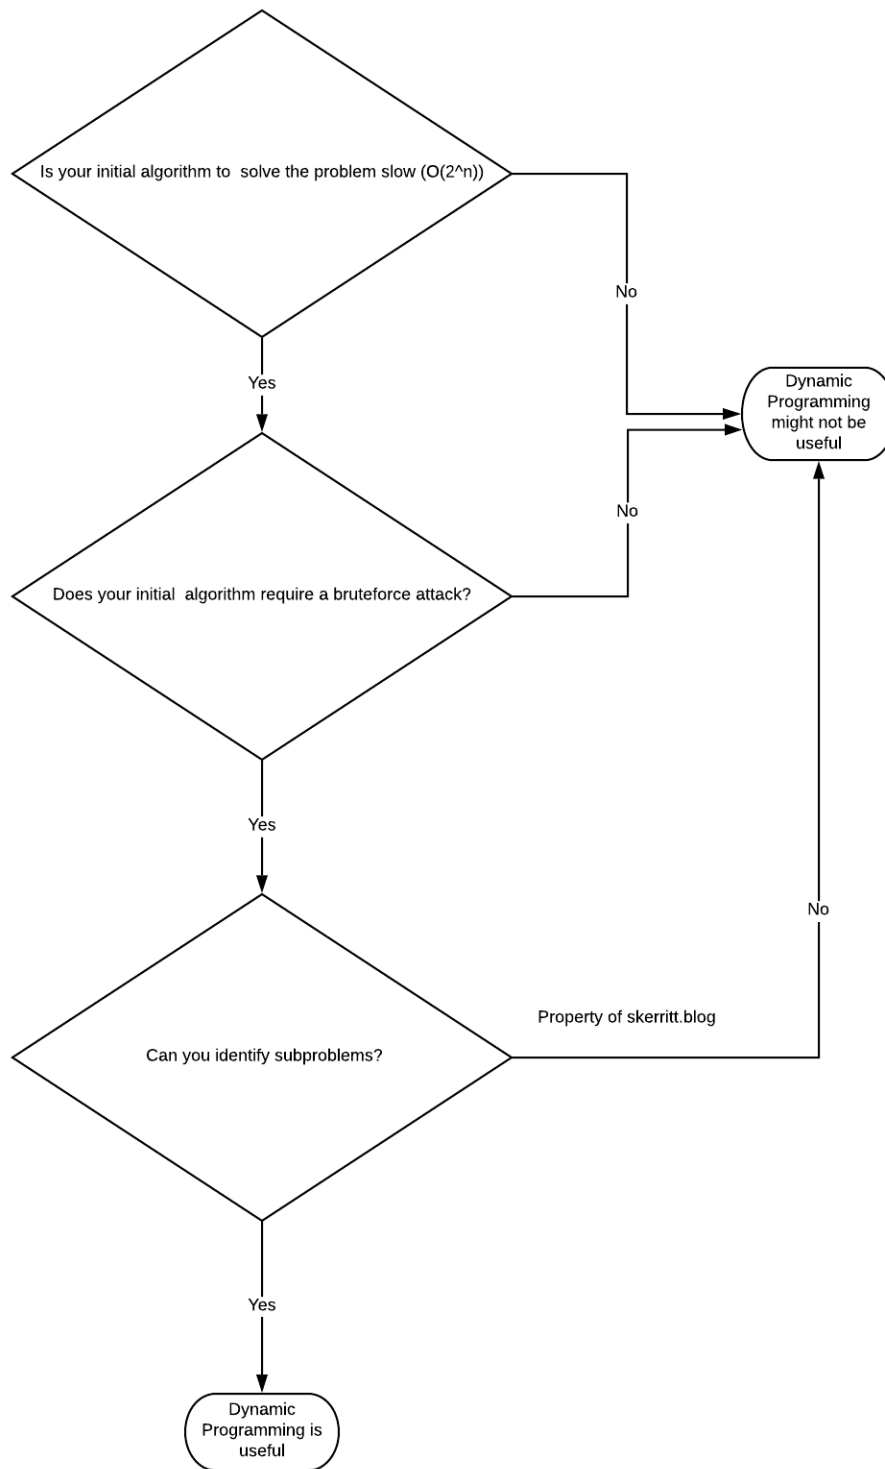 Is your initial algorithm to  solve the problem slow (O(2^n))
No
Yes
Dynamic
Programming
might not be
useful
No
Does your initial  algorithm require a bruteforce attack?
Yes
No
Property of skerritt.blog
Can you identify subproblems?
Yes
Dynamic
Programming is
useful